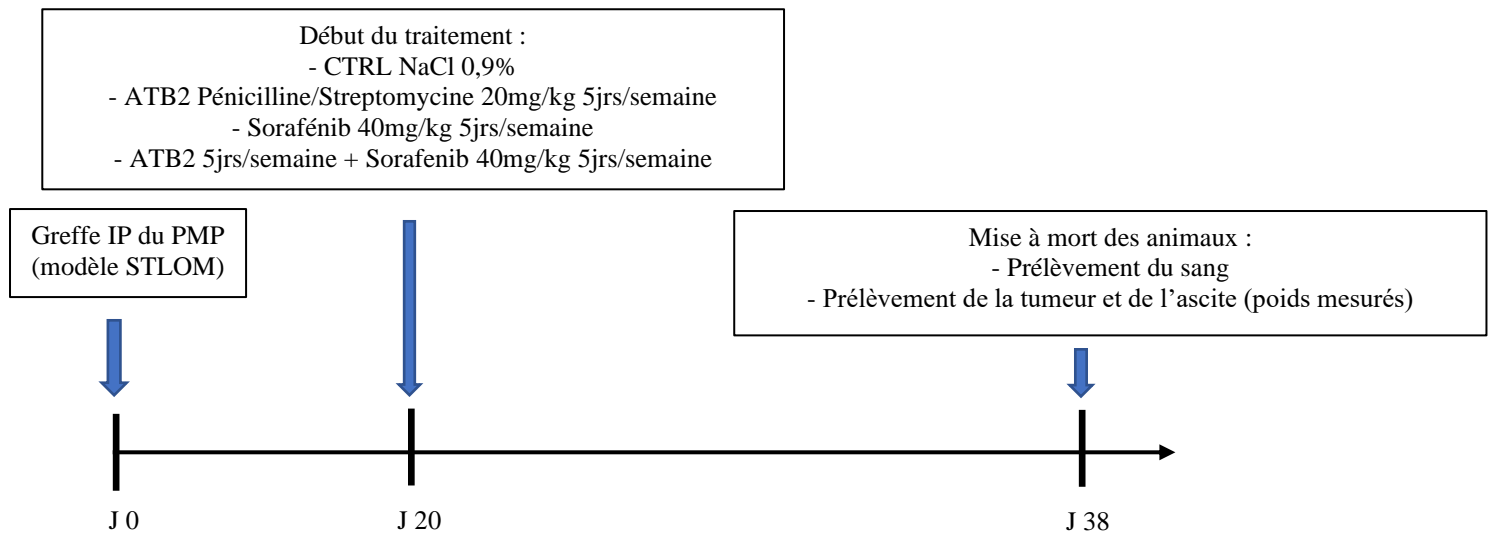 Début du traitement :
- CTRL NaCl 0,9%
- ATB2 Pénicilline/Streptomycine 20mg/kg 5jrs/semaine
- Sorafénib 40mg/kg 5jrs/semaine
- ATB2 5jrs/semaine + Sorafenib 40mg/kg 5jrs/semaine
Greffe IP du PMP
(modèle STLOM)
Mise à mort des animaux :
- Prélèvement du sang
- Prélèvement de la tumeur et de l’ascite (poids mesurés)
J 0
J 20
J 38